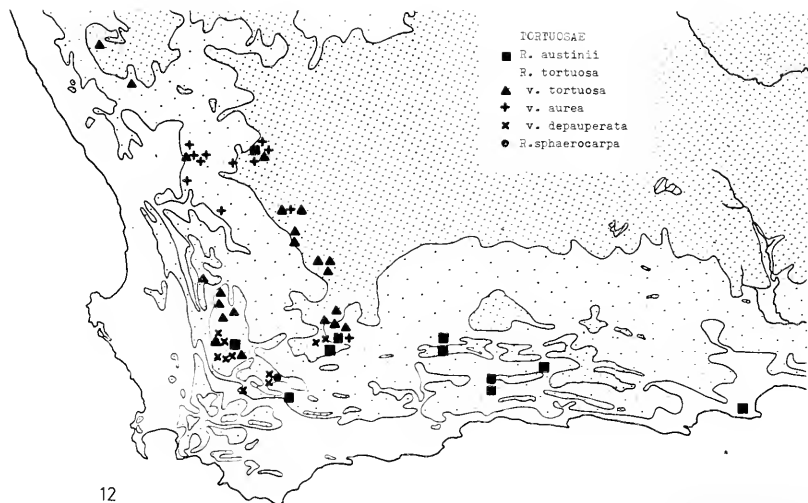 TORTUOSAE
R. austinii
R. tortuosa
v. tortuosa
v. aurea
v. depauperata
R.sphaerocarpa
12